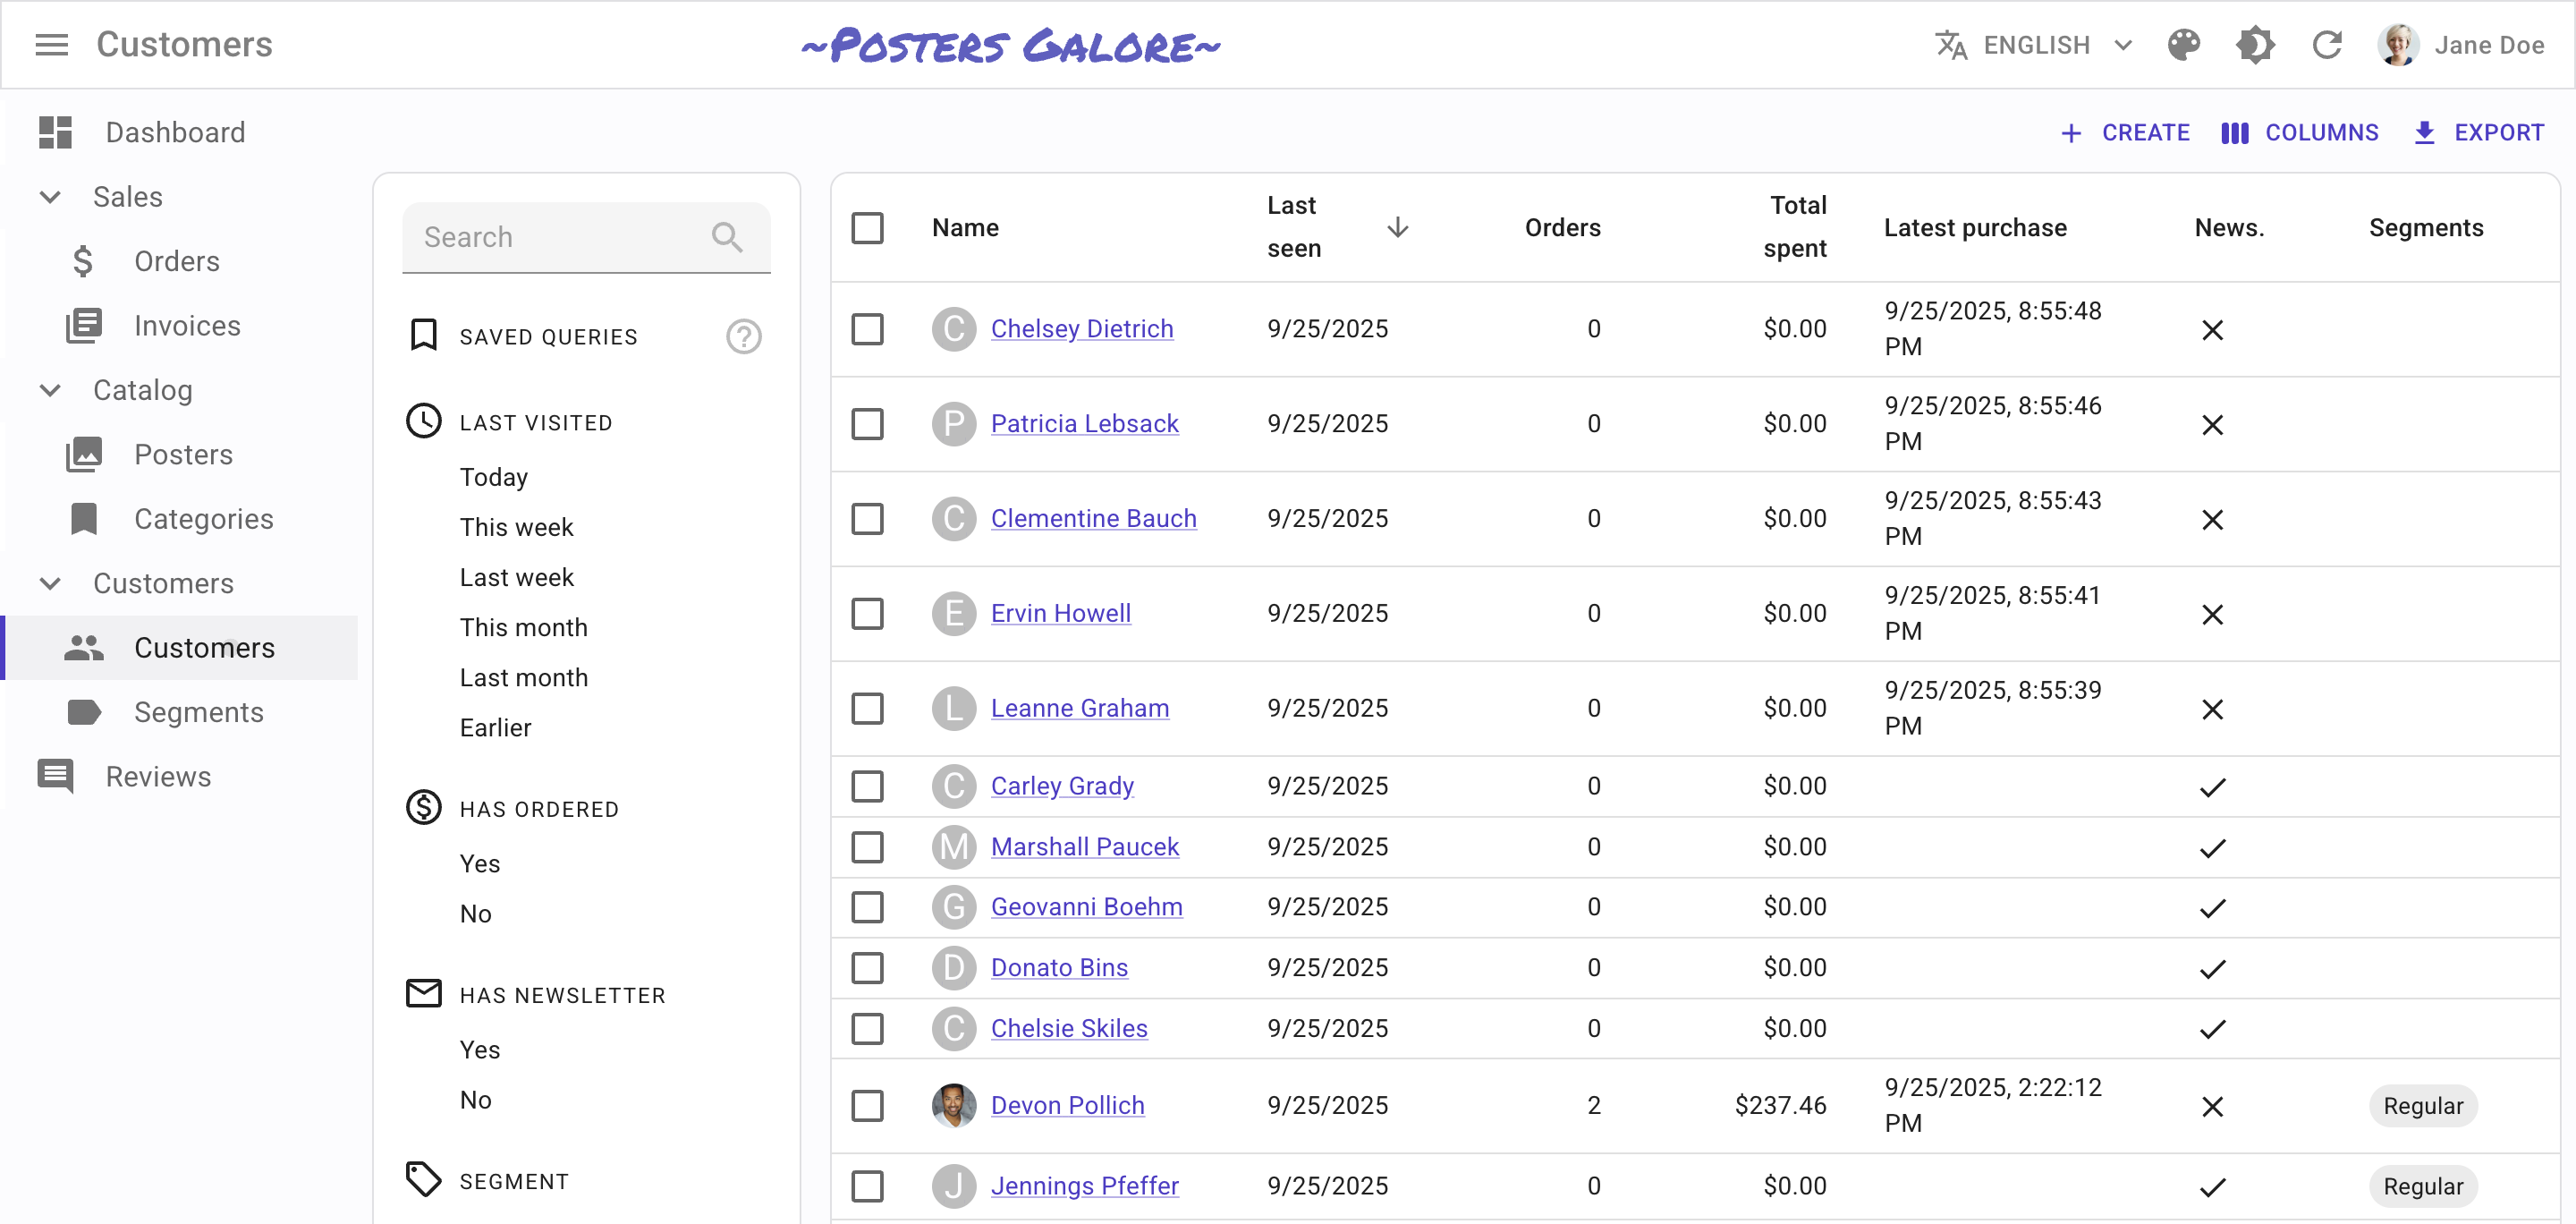 Customers
~Posters Galore~
ENGLISH
Jane Doe
Dashboard
Sales
Orders
Invoices
Catalog
Posters
Categories
Customers
Customers
Segments
Reviews
CREATE
COLUMNS
EXPORT
Search
SAVED QUERIES
?
LAST VISITED
Today
This week
Last week
This month
Last month
Earlier
HAS ORDERED
Yes
No
HAS NEWSLETTER
Yes
No
SEGMENT
Name
Last
seen
Orders
Total
spent
Latest purchase
News.
Segments
C Chelsey Dietrich 9/25/2025 0 $0.00 9/25/2025, 8:55:48
PM
P Patricia Lebsack 9/25/2025 0 $0.00 9/25/2025, 8:55:46
PM
C Clementine Bauch 9/25/2025 0 $0.00 9/25/2025, 8:55:43
PM
E Ervin Howell 9/25/2025 0 $0.00 9/25/2025, 8:55:41
PM
L Leanne Graham 9/25/2025 0 $0.00 9/25/2025, 8:55:39
PM
C Carley Grady 9/25/2025 0 $0.00
M Marshall Paucek 9/25/2025 0 $0.00
G Geovanni Boehm 9/25/2025 0 $0.00
D Donato Bins 9/25/2025 0 $0.00
C Chelsie Skiles 9/25/2025 0 $0.00
Devon Pollich 9/25/2025 2 $237.46 9/25/2025, 2:22:12
PM
Regular
J Jennings Pfeffer 9/25/2025 0 $0.00 Regular